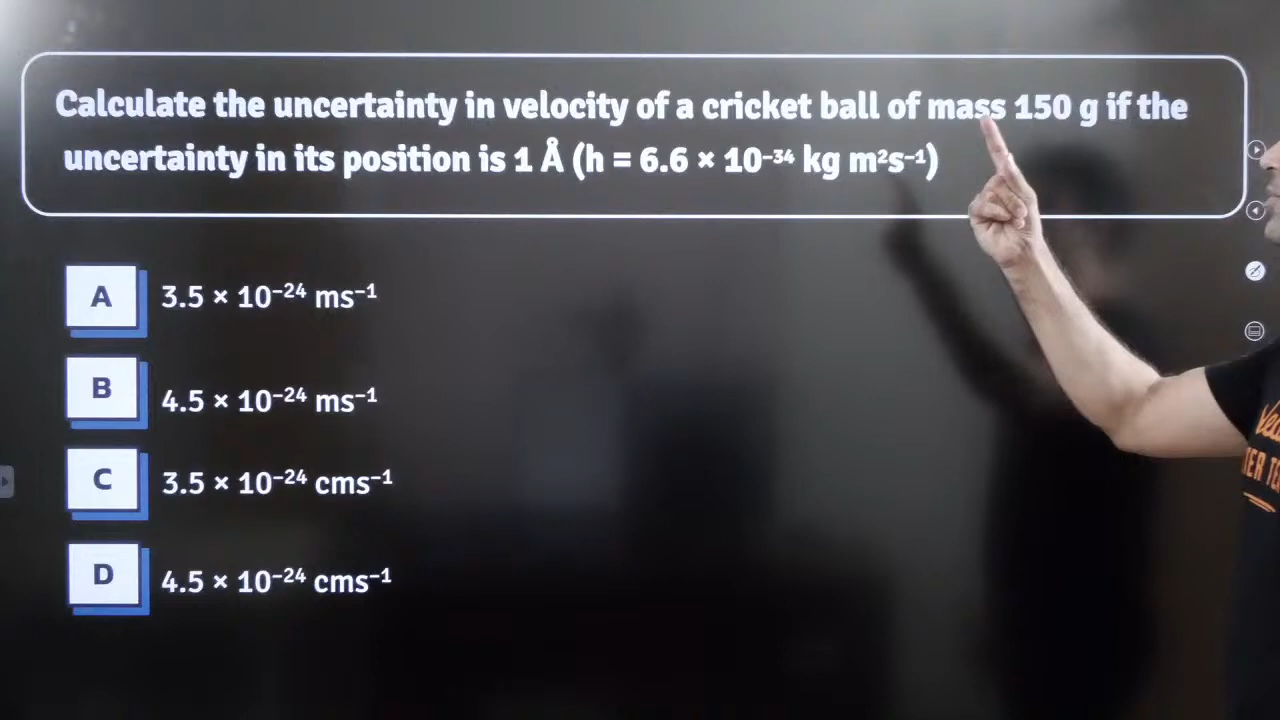 Calculate the uncertainty in velocity of a cricket ball of mass 150 g if the
uncertainty in its position is 1 Å (h = 6.6 × 10⁻³⁴ kg m²s⁻¹)
A 3.5 × 10⁻²⁴ ms⁻¹
B 4.5 × 10⁻²⁴ ms⁻¹
C 3.5 × 10⁻²⁴ cms⁻¹
D 4.5 × 10⁻²⁴ cms⁻¹